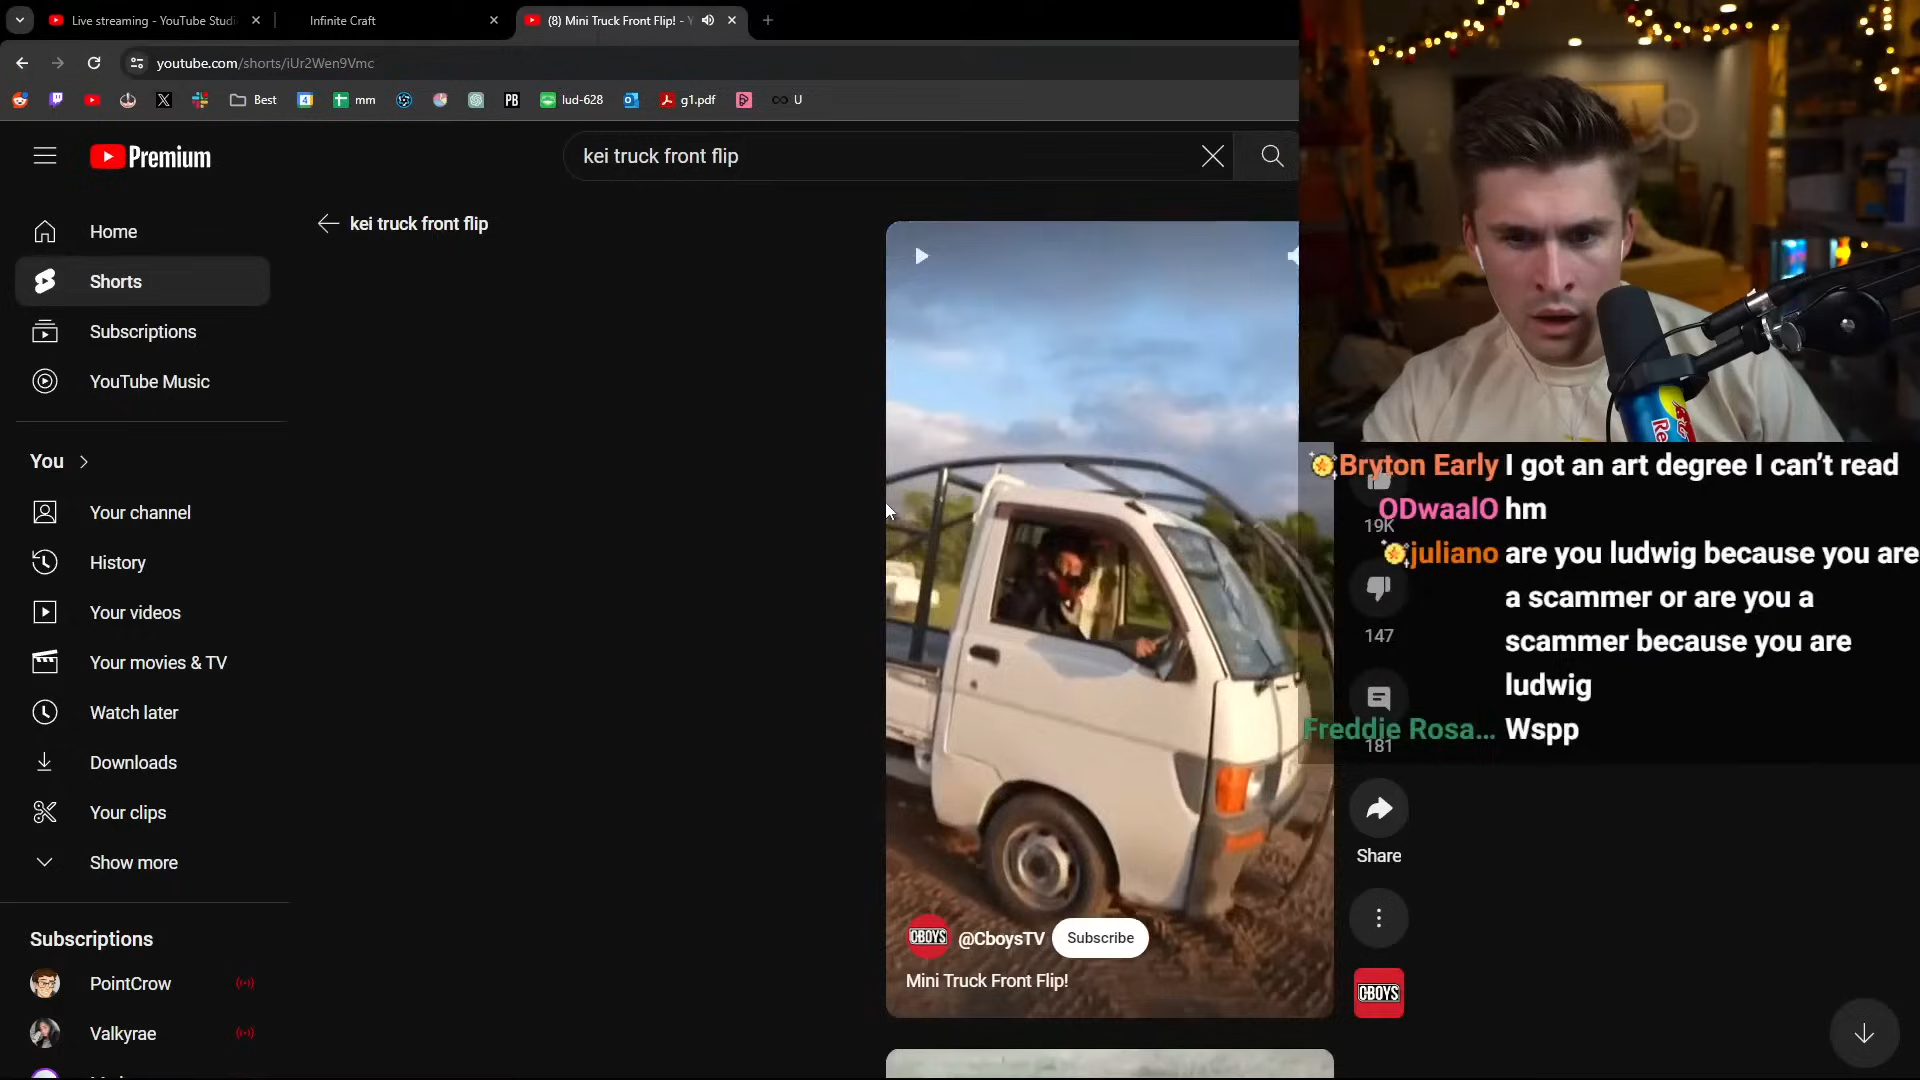 Live streaming - YouTube Studi
Infinite Craft
(8) Mini Truck Front Flip! - Y
youtube.com/shorts/iUr2Wen9Vmc
Best
4
mm
PB
lud-628
g1.pdf
U
Premium
kei truck front flip
Home
Shorts
Subscriptions
YouTube Music
You
Your channel
History
Your videos
Your movies & TV
Watch later
Downloads
Your clips
Show more
Subscriptions
PointCrow
Valkyrae
kei truck front flip
CBOYS
@CboysTV
Subscribe
Mini Truck Front Flip!
19K
147
181
Share
CBOYS
Re
Bryton Early I got an art degree I can't read
ODwaalO hm
juliano are you ludwig because you are
a scammer or are you a
scammer because you are
ludwig
Freddie Rosa... Wspp